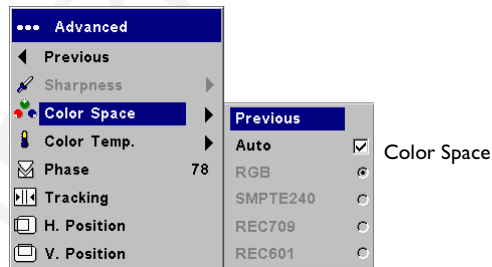 ••• Advanced
Previous
Sharpness
Color Space
Color Temp.
Phase 78
Tracking
H. Position
V. Position
Previous
Auto
RGB
SMPTE240
REC709
REC601
Color Space